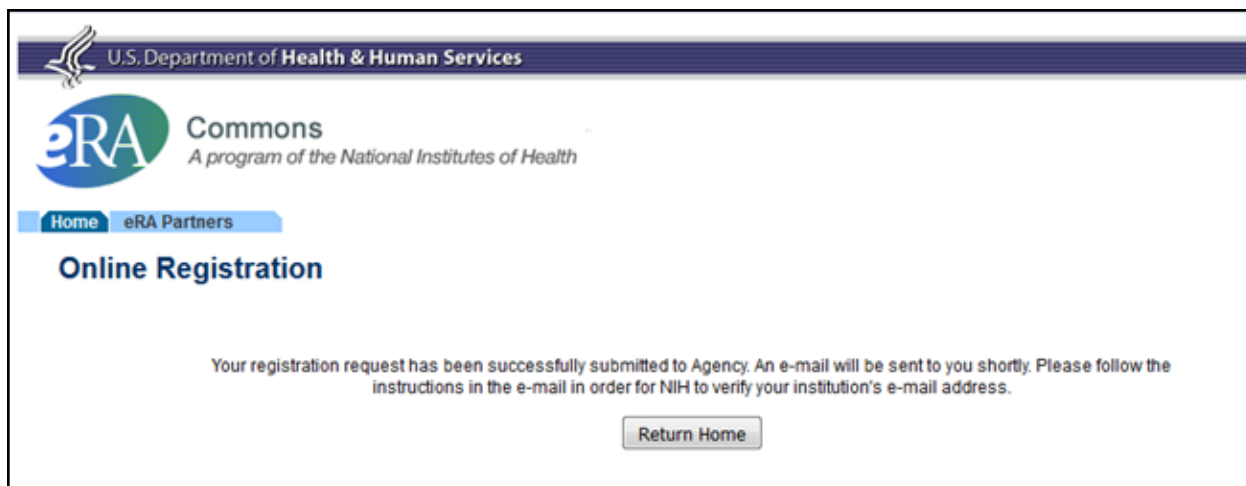 U.S. Department of Health & Human Services
eRA
Commons
A program of the National Institutes of Health
Home eRA Partners
Online Registration
Your registration request has been successfully submitted to Agency. An e-mail will be sent to you shortly. Please follow the
instructions in the e-mail in order for NIH to verify your institution's e-mail address.
Return Home